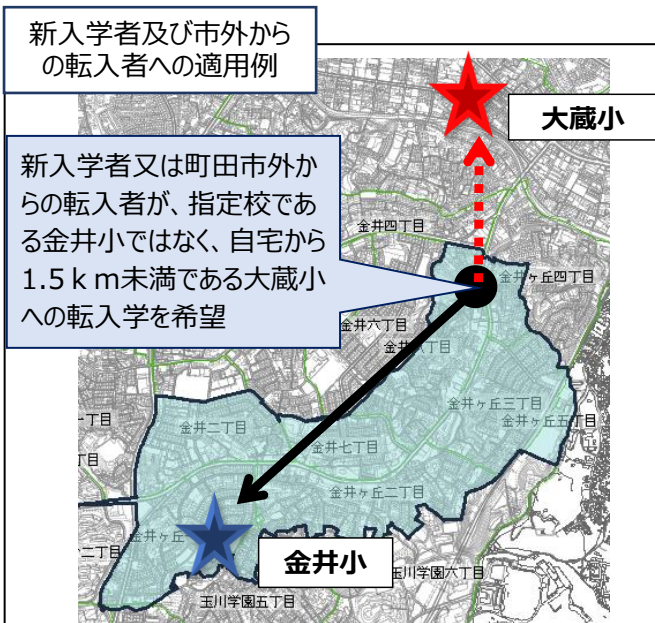 新入学者及び市外から
の転入者への適用例
大蔵小
新入学者又は町田市外か
らの転入者が、指定校であ
る金井小ではなく、自宅から
1.5ｋｍ未満である大蔵小
への転入学を希望
金井四丁目
金井ヶ丘四丁目
金井六丁目
金井ヶ丘三丁目
金井ヶ丘五丁目
金井二丁目
金井七丁目
金井ヶ丘二丁目
金井ヶ丘
金井小
玉川学園六丁目
玉川学園五丁目